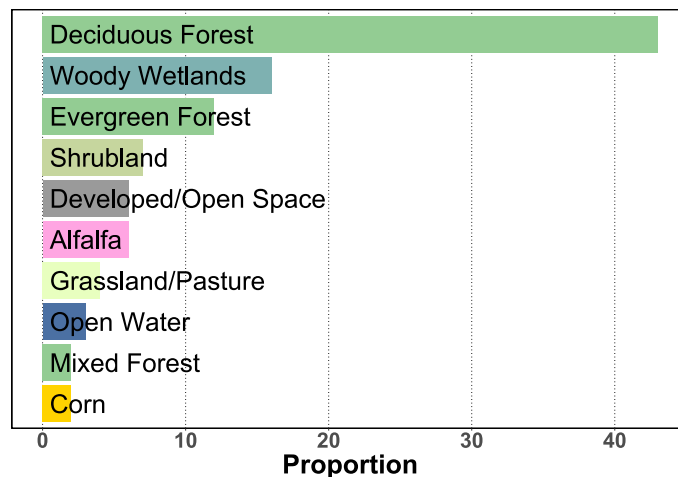 Deciduous Forest
Woody Wetlands
Evergreen Forest
Shrubland
Developed/Open Space
Alfalfa
Grassland/Pasture
Open Water
Mixed Forest
Corn
0 10 20 30 40
Proportion